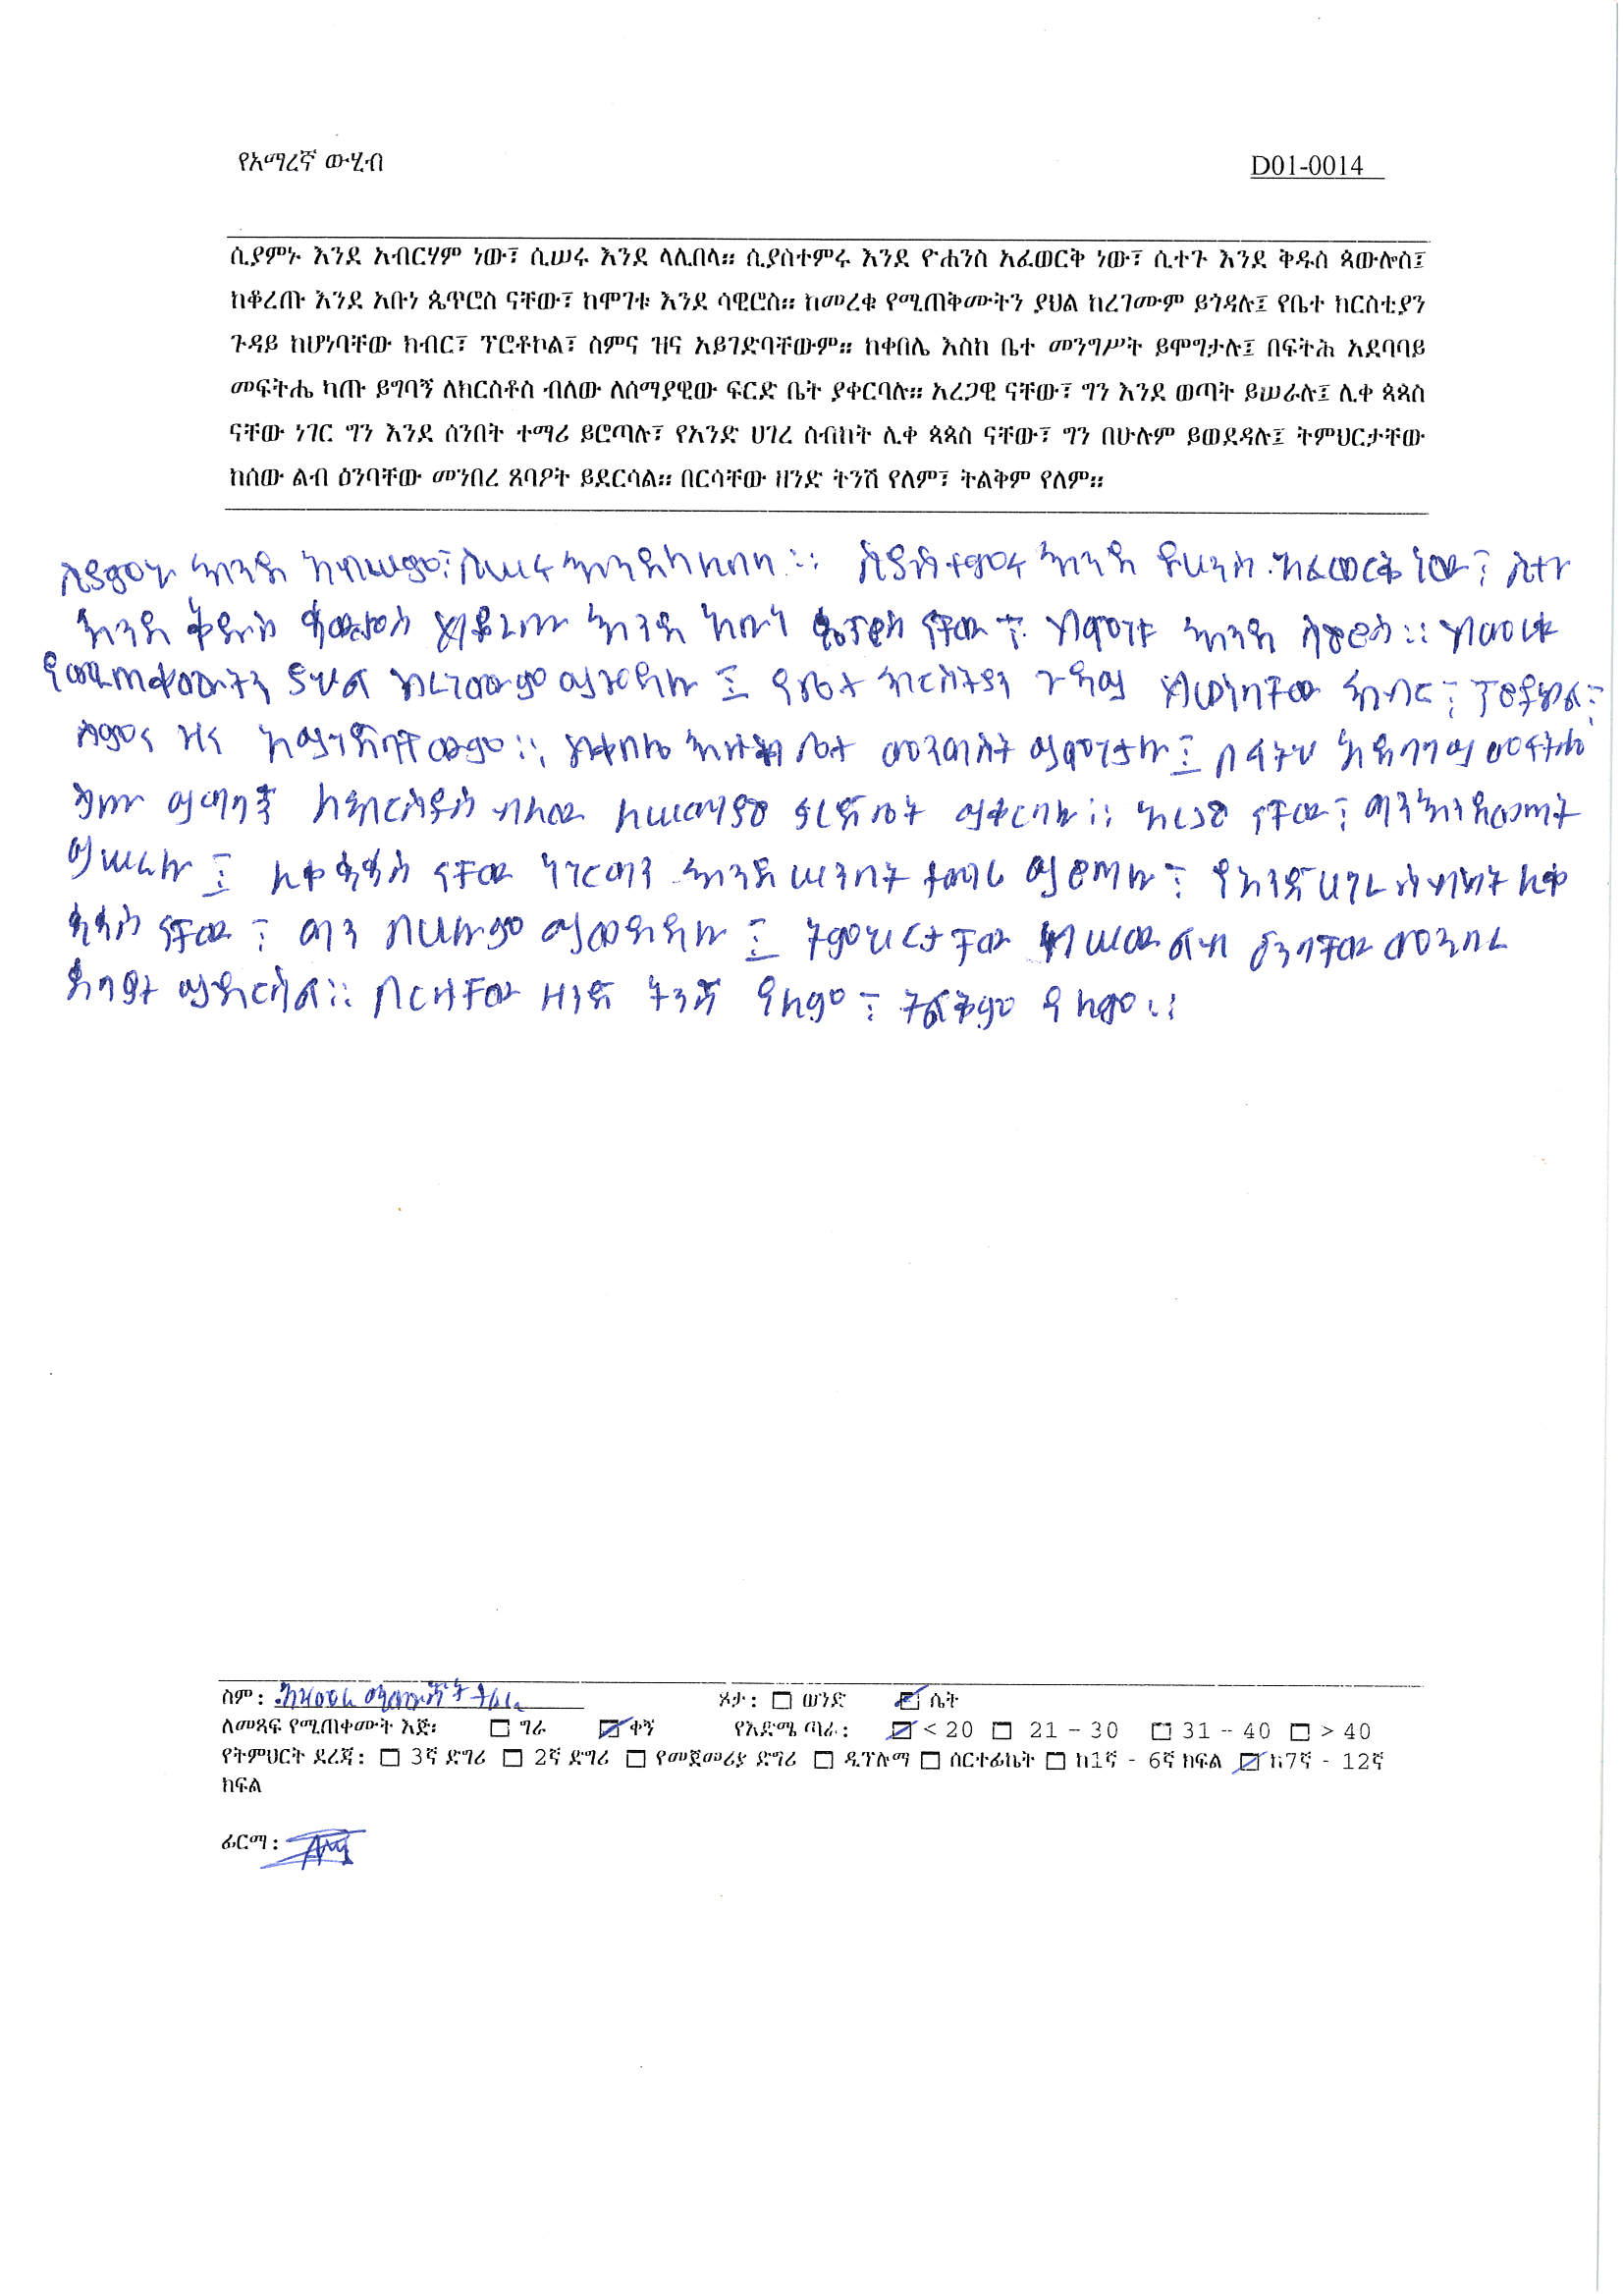 የአማረኛ ውሂብ
D01-0014
ሲያምኑ እንደ አብርሃም ነው፣ ሲሠሩ እንደ ላሊበላ። ሲያስተምሩ እንደ ዮሐንስ አፈወርቅ ነው፣ ሲተጉ እንደ ቅዱስ ጳውሎስ፤
ከቆረጡ እንደ አቡነ ጴጥሮስ ናቸው፣ ከሞገቱ እንደ ሳዊሮስ። ከመረቁ የሚጠቅሙትን ያህል ከረገሙም ይጎዳሉ፤ የቤተ ክርስቲያን
ጉዳይ ከሆነባቸው ክብር፣ ፕሮቶኮል፣ ስምና ዝና አይገድባቸውም። ከቀበሌ እስከ ቤተ መንግሥት ይሞግታሉ፤ በፍትሕ አደባባይ
መፍትሔ ካጡ ይግባኝ ለክርስቶስ ብለው ለሰማያዊው ፍርድ ቤት ያቀርባሉ። አረጋዊ ናቸው፣ ግን እንደ ወጣት ይሠራሉ፤ ሊቀ ጳጳስ
ናቸው ነገር ግን እንደ ሰንበት ተማሪ ይሮጣሉ፣ የአንድ ሀገረ ስብከት ሊቀ ጳጳስ ናቸው፣ ግን በሁሉም ይወደዳሉ፤ ትምህርታቸው
ከሰው ልብ ዕንባቸው መንበረ ጸባዖት ይደርሳል። በርሳቸው ዘንድ ትንሽ የለም፣ ትልቅም የለም።
ሲያምኑ እንደ አብሀም፣ ሲሠሩ እንደ ላሊበላ። ሲያስተምሩ እንደ ዮሀንስ አፈወርቅ ነው፣ ሲተጉ
እንደ ቅዱስ ጳውሎስ ከቆረጡ እንደ አቡነ ጴጥሮስ ናቸው፣ ከሞገቱ እንደ ሳዊሮስ። ከመረቁ
የሚጠቀሙትን ያህል ከረገሙም ይጎዳሉ ፤ የቤተ ክርስትያን ጉዳይ ከሆነባቸው ክብር፣
ስምና ዝና አይገድባቸውም። ከቀበሌ እስከ ቤተ መንግስት ይሞገታሉ ፤ በፍትህ አደባባይ መፍትሔ
ካጡ ይግባኝ ለክርስቶስ ብለው ለሠማያዊ ፍርድ ቤት ያቀርባሉ። አረጋዊ ናቸው፣ ግን እንደ ወጣት
ይሠራሉ ፤ ሊቀ ጳጳስ ናቸው ነገር ግን እንደ ሠንበት ተማሪ ይሮጣሉ ፣ የአንድ ሀገረ ስብከት ሊቀ
ጳጳስ ናቸው ፣ ግን በሁሉም ይወደዳሉ ፤ ትምህርታቸው ከሠው ልብ ዕንባቸው መንበረ
ጸባዖት ይደርሳል። በርሳቸው ዘንድ ትንሽ የለም ፣ ትልቅም የለም።
ስም:
ጾታ: ወንድ ሴት
ለመጻፍ የሚጠቀሙት እጅ፡ ግራ ቀኝ የእድሜ ጣራ: < 20 21 - 30 31 - 40 > 40
የትምህርት ደረጃ: 3ኛ ድግሪ 2ኛ ድግሪ የመጀመሪያ ድግሪ ዲፕሎማ ሰርተፊኬት ከ1ኛ - 6ኛ ክፍል ከ7ኛ - 12ኛ
ክፍል
ፊርማ: